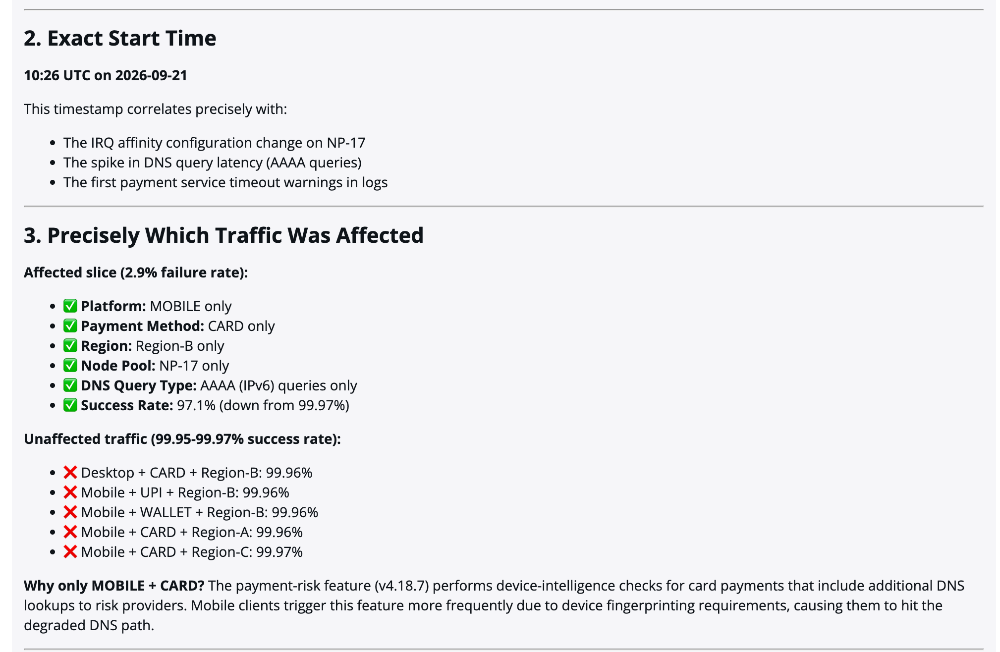 2. Exact Start Time
10:26 UTC on 2026-09-21
This timestamp correlates precisely with:
• The IRQ affinity configuration change on NP-17
• The spike in DNS query latency (AAAA queries)
• The first payment service timeout warnings in logs
3. Precisely Which Traffic Was Affected
Affected slice (2.9% failure rate):
• ✅ Platform: MOBILE only
• ✅ Payment Method: CARD only
• ✅ Region: Region-B only
• ✅ Node Pool: NP-17 only
• ✅ DNS Query Type: AAAA (IPv6) queries only
• ✅ Success Rate: 97.1% (down from 99.97%)
Unaffected traffic (99.95-99.97% success rate):
• ❌ Desktop + CARD + Region-B: 99.96%
• ❌ Mobile + UPI + Region-B: 99.96%
• ❌ Mobile + WALLET + Region-B: 99.96%
• ❌ Mobile + CARD + Region-A: 99.96%
• ❌ Mobile + CARD + Region-C: 99.97%
Why only MOBILE + CARD? The payment-risk feature (v4.18.7) performs device-intelligence checks for card payments that include additional DNS
lookups to risk providers. Mobile clients trigger this feature more frequently due to device fingerprinting requirements, causing them to hit the
degraded DNS path.